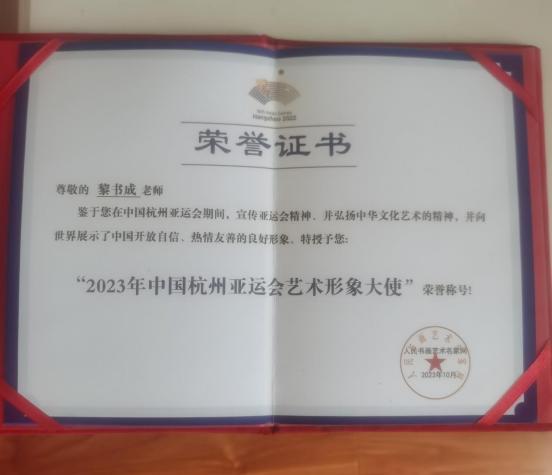 19th Asian Games
Hangzhou 2022
荣誉证书
尊敬的 黎书成 老师
鉴于您在中国杭州亚运会期间，宣传亚运会精神、并弘扬中华文化艺术的精神，并向
世界展示了中国开放自信、热情友善的良好形象。特授予您：
“2023年中国杭州亚运会艺术形象大使” 荣誉称号！
人民书画艺术名家网
2023年10月